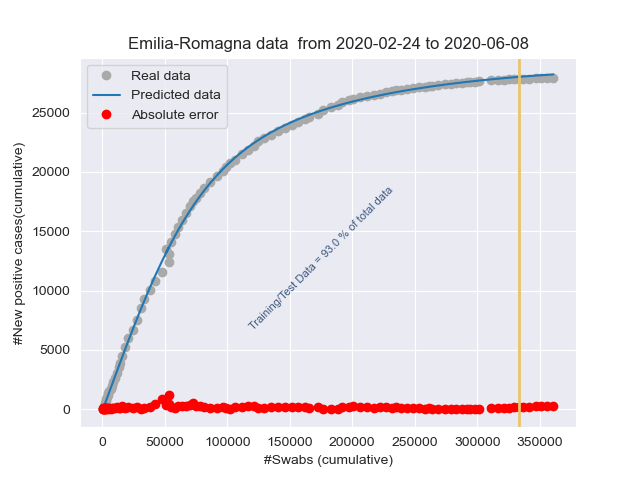 Emilia-Romagna data  from 2020-02-24 to 2020-06-08
Real data
Predicted data
Absolute error
25000
20000
15000
10000
5000
0
#New positive cases(cumulative)
Training/Test Data = 93.0 % of total data
0 50000 100000 150000 200000 250000 300000 350000
#Swabs (cumulative)